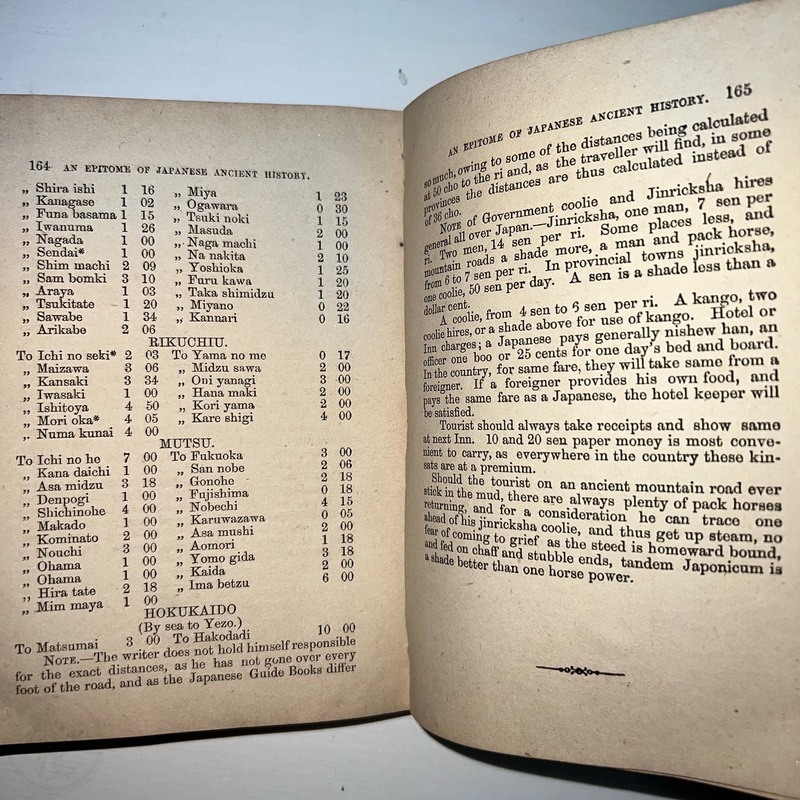 164 AN EPITOME OF JAPANESE ANCIENT HISTORY.
„ Shira ishi 1 16 „ Miya 1 23
„ Kanagase 1 02 „ Ogawara 0 30
„ Funa basama 1 15 „ Tsuki noki 1 15
„ Iwanuma 1 26 „ Masuda 2 00
„ Nagada 1 00 „ Naga machi 1 00
„ Sendai* 1 00 „ Na nakita 2 10
„ Shim machi 2 09 „ Yoshioka 1 25
„ Sam bomki 3 10 „ Furu kawa 1 20
„ Araya 1 03 „ Taka shimidzu 1 20
„ Tsukitate 1 20 „ Miyano 0 22
„ Sawabe 1 34 „ Kannari 0 16
„ Arikabe 2 06
RIKUCHIU.
To Ichi no seki* 2 03 To Yama no me 0 17
„ Maizawa 3 06 „ Midzu sawa 2 00
„ Kansaki 3 34 „ Oni yanagi 3 00
„ Iwasaki 1 00 „ Hana maki 2 00
„ Ishitoya 4 50 „ Kori yama 2 00
„ Mori oka* 4 05 „ Kare shigi 4 00
„ Numa kunai 4 00
MUTSU.
To Ichi no he 7 00 To Fukuoka 3 00
„ Kana daichi 1 00 „ San nobe 2 06
„ Asa midzu 3 18 „ Gonohe 2 18
„ Denpogi 1 00 „ Fujishima 0 18
„ Shichinohe 4 00 „ Nobechi 4 15
„ Makado 1 00 „ Karuwazawa 0 05
„ Kominato 2 00 „ Asa mushi 2 00
„ Nouchi 3 00 „ Aomori 1 18
„ Ohama 1 00 „ Yomo gida 3 18
„ Ohama 1 00 „ Kaida 2 00
„ Hira tate 2 18 „ Ima betzu 6 00
„ Mim maya 1 00
HOKUKAIDO
(By sea to Yezo.)
To Matsumai 3 00 To Hakodadi 10 00
NOTE.—The writer does not hold himself responsible
for the exact distances, as he has not gone over every
foot of the road, and as the Japanese Guide Books differ
AN EPITOME OF JAPANESE ANCIENT HISTORY. 165
so much, owing to some of the distances being calculated
at 50 cho to the ri and, as the traveller will find, in some
provinces the distances are thus calculated instead of
of 36 cho.
NOTE of Government coolie and Jinricksha hires
general all over Japan.—Jinricksha, one man, 7 sen per
ri. Two men, 14 sen per ri. Some places less, and
mountain roads a shade more, a man and pack horse,
from 6 to 7 sen per ri. In provincial towns jinricksha,
one coolie, 50 sen per day. A sen is a shade less than a
dollar cent.
A coolie, from 4 sen to 6 sen per ri. A kango, two
coolie hires, or a shade above for use of kango. Hotel or
Inn charges; a Japanese pays generally nishew han, an
officer one boo or 25 cents for one day's bed and board.
In the country, for same fare, they will take same from a
foreigner. If a foreigner provides his own food, and
pays the same fare as a Japanese, the hotel keeper will
be satisfied.
Tourist should always take receipts and show same
at next Inn. 10 and 20 sen paper money is most conve-
nient to carry, as everywhere in the country these kin-
sats are at a premium.
Should the tourist on an ancient mountain road ever
stick in the mud, there are always plenty of pack horses
returning, and for a consideration he can trace one
ahead of his jinricksha coolie, and thus get up steam, no
fear of coming to grief as the steed is homeward bound,
and fed on chaff and stubble ends, tandem Japonicum is
a shade better than one horse power.